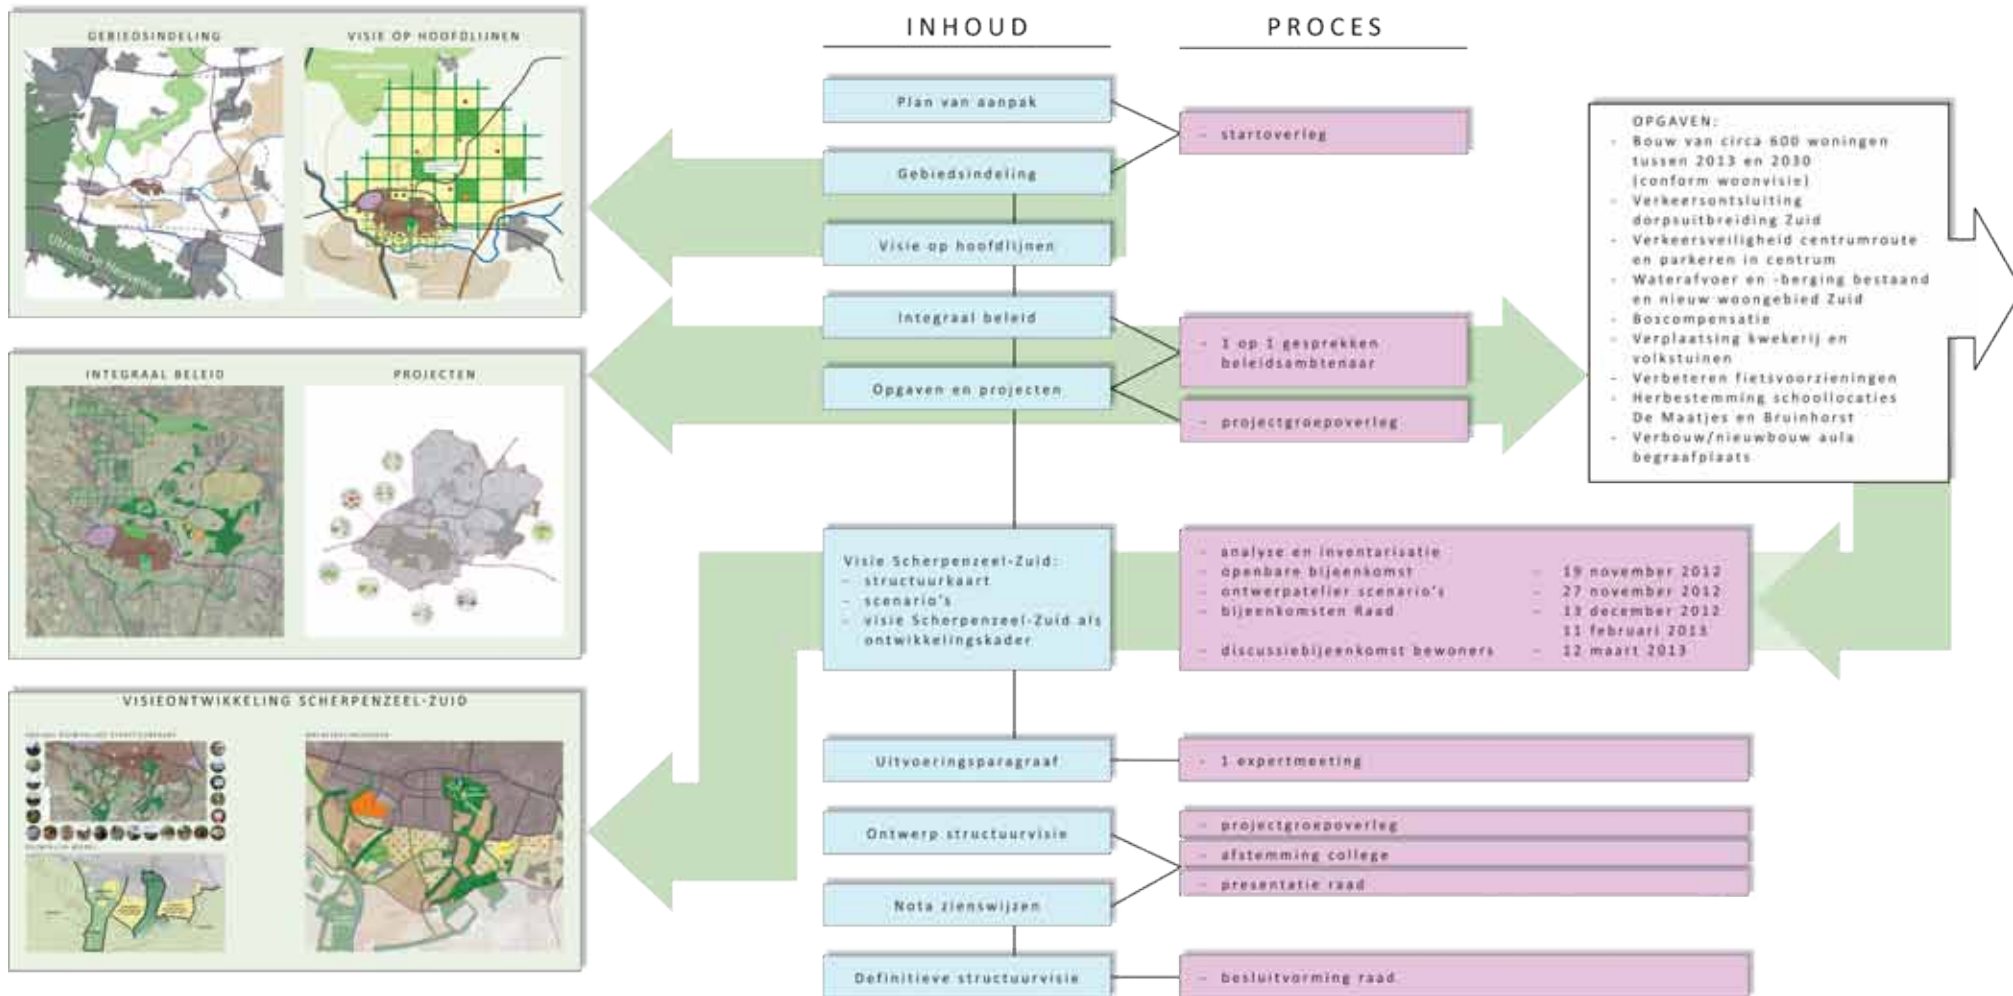 GEBIEDSINDELING
VISIE OP HOOFDLIJNEN
Utrechtse Heuvelrug
INTEGRAAL BELEID
PROJECTEN
VISIEONTWIKKELING SCHERPENZEEL-ZUID
INHOUD
Plan van aanpak
Gebiedsindeling
Visie op hoofdlijnen
Integraal beleid
Opgaven en projecten
Visie Scherpenzeel-Zuid:
- structuurkaart
- scenario's
- visie Scherpenzeel-Zuid als
ontwikkelingskader
Uitvoeringsparagraaf
Ontwerp structuurvisie
Nota zienswijzen
Definitieve structuurvisie
PROCES
- startoverleg
- 1 op 1 gesprekken
beleidsambtenaar
- projectgroepoverleg
- analyse en inventarisatie
- openbare bijeenkomst - 19 november 2012
- ontwerpatelier scenario's - 27 november 2012
- bijeenkomsten Raad - 13 december 2012
11 februari 2013
- discussiebijeenkomst bewoners - 12 maart 2013
- 1 expertmeeting
- projectgroepoverleg
- afstemming college
- presentatie raad
- besluitvorming raad
OPGAVEN:
- Bouw van circa 600 woningen
tussen 2013 en 2030
(conform woonvisie)
- Verkeersontsluiting
dorpsuitbreiding Zuid
- Verkeersveiligheid centrumroute
en parkeren in centrum
- Waterafvoer en -berging bestaand
en nieuw woongebied Zuid
- Boscompensatie
- Verplaatsing kwekerij en
volkstuinen
- Verbeteren fietsvoorzieningen
- Herbestemming schoollocaties
De Maatjes en Bruinhorst
- Verbouw/nieuwbouw aula
begraafplaats